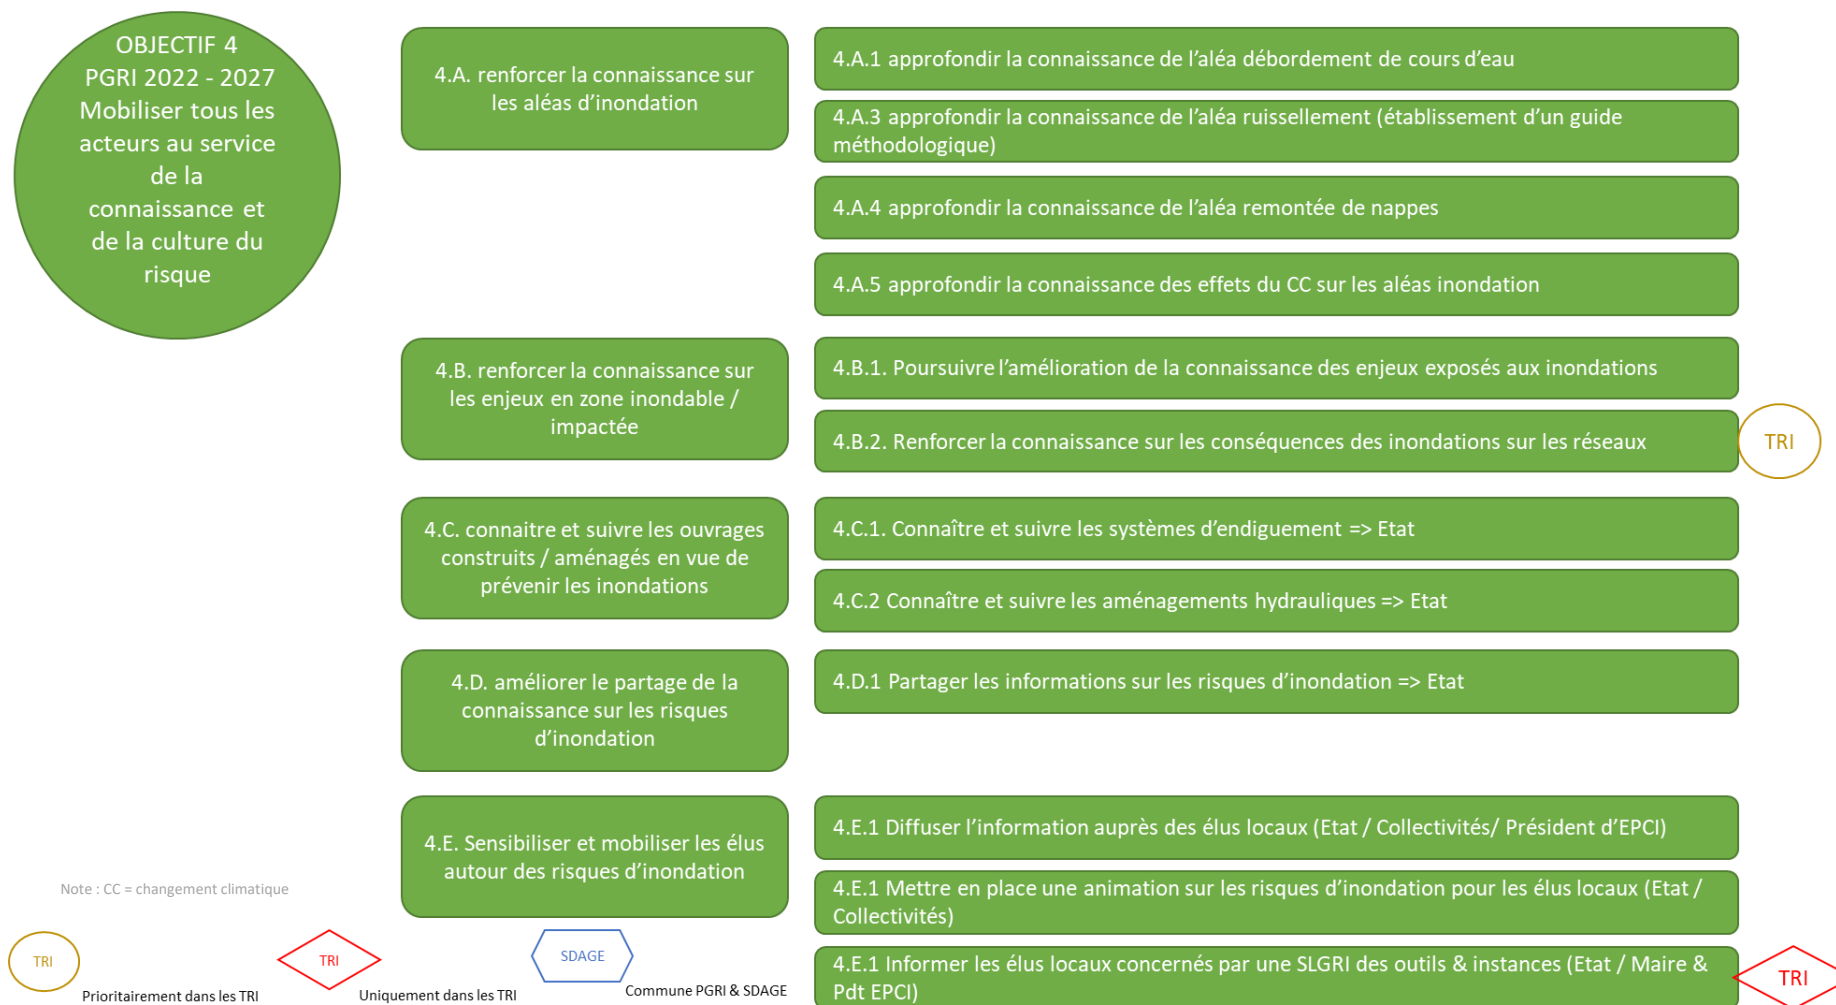 OBJECTIF 4
PGRI 2022 - 2027
Mobiliser tous les
acteurs au service
de la
connaissance et
de la culture du
risque
4.A. renforcer la connaissance sur
les aléas d’inondation
4.A.1 approfondir la connaissance de l’aléa débordement de cours d’eau
4.A.3 approfondir la connaissance de l’aléa ruissellement (établissement d’un guide
méthodologique)
4.A.4 approfondir la connaissance de l’aléa remontée de nappes
4.A.5 approfondir la connaissance des effets du CC sur les aléas inondation
4.B. renforcer la connaissance sur
les enjeux en zone inondable /
impactée
4.B.1. Poursuivre l’amélioration de la connaissance des enjeux exposés aux inondations
4.B.2. Renforcer la connaissance sur les conséquences des inondations sur les réseaux
TRI
4.C. connaitre et suivre les ouvrages
construits / aménagés en vue de
prévenir les inondations
4.C.1. Connaître et suivre les systèmes d’endiguement => Etat
4.C.2 Connaître et suivre les aménagements hydrauliques => Etat
4.D. améliorer le partage de la
connaissance sur les risques
d’inondation
4.D.1 Partager les informations sur les risques d’inondation => Etat
4.E. Sensibiliser et mobiliser les élus
autour des risques d’inondation
4.E.1 Diffuser l’information auprès des élus locaux (Etat / Collectivités/ Président d’EPCI)
4.E.1 Mettre en place une animation sur les risques d’inondation pour les élus locaux (Etat /
Collectivités)
4.E.1 Informer les élus locaux concernés par une SLGRI des outils & instances (Etat / Maire &
Pdt EPCI)
TRI
Note : CC = changement climatique
TRI
Prioritairement dans les TRI
TRI
Uniquement dans les TRI
SDAGE
Commune PGRI & SDAGE